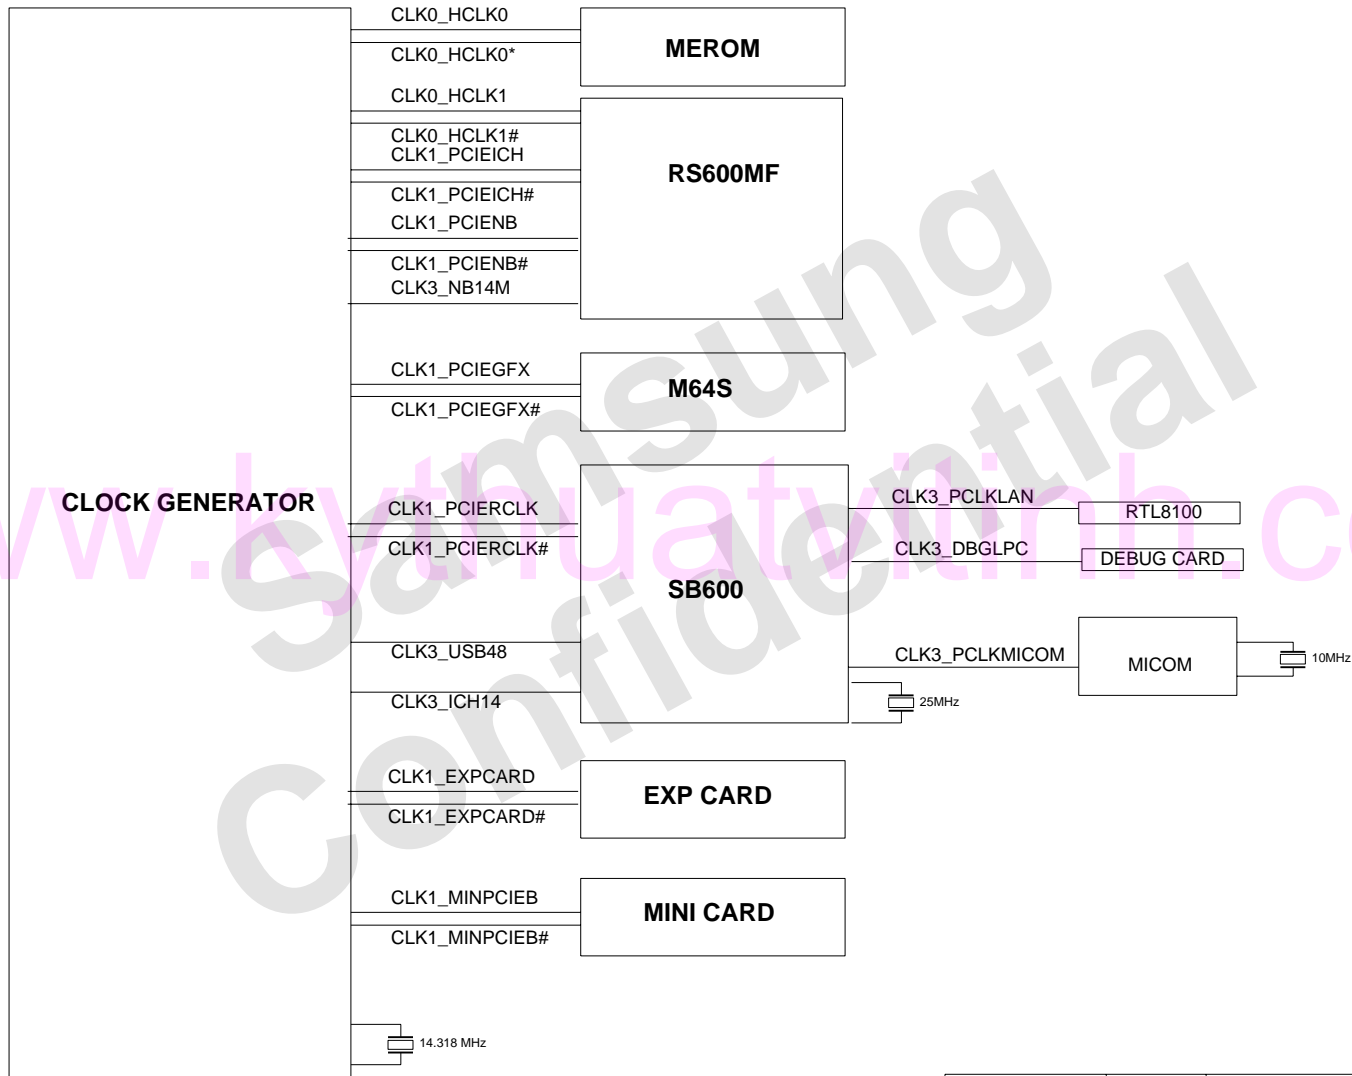 CLK0_HCLK0
CLK0_HCLK0*
MEROM
CLK0_HCLK1
CLK0_HCLK1#
CLK1_PCIEICH
CLK1_PCIEICH#
CLK1_PCIENB
CLK1_PCIENB#
CLK3_NB14M
RS600MF
CLK1_PCIEGFX
CLK1_PCIEGFX#
M64S
CLOCK GENERATOR
CLK1_PCIERCLK
CLK1_PCIERCLK#
CLK3_USB48
CLK3_ICH14
SB600
CLK3_PCLKLAN
RTL8100
CLK3_DBGLPC
DEBUG CARD
CLK3_PCLKMICOM
MICOM
10MHz
25MHz
CLK1_EXPCARD
CLK1_EXPCARD#
EXP CARD
CLK1_MINPCIEB
CLK1_MINPCIEB#
MINI CARD
14.318 MHz
Samsung
Confidential
ww.kythuatvitinh.c